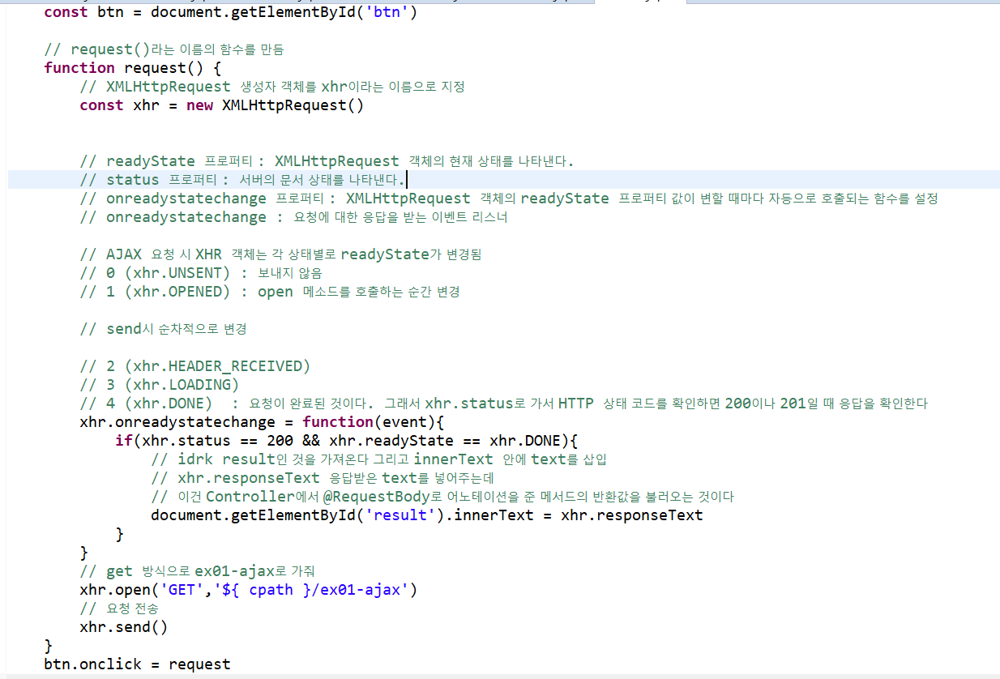 const btn = document.getElementById('btn')
// request()라는 이름의 함수를 만듬
function request() {
// XMLHttpRequest 생성자 객체를 xhr이라는 이름으로 지정
const xhr = new XMLHttpRequest()
// readyState 프로퍼티 : XMLHttpRequest 객체의 현재 상태를 나타낸다.
// status 프로퍼티 : 서버의 문서 상태를 나타낸다.
// onreadystatechange 프로퍼티 : XMLHttpRequest 객체의 readyState 프로퍼티 값이 변할 때마다 자등으로 호출되는 함수를 설정
// onreadystatechange : 요청에 대한 응답을 받는 이벤트 리스너
// AJAX 요청 시 XHR 객체는 각 상태별로 readyState가 변경됨
// 0 (xhr.UNSENT) : 보내지 않음
// 1 (xhr.OPENED) : open 메소드를 호출하는 순간 변경
// send시 순차적으로 변경
// 2 (xhr.HEADER_RECEIVED)
// 3 (xhr.LOADING)
// 4 (xhr.DONE) : 요청이 완료된 것이다. 그래서 xhr.status로 가서 HTTP 상태 코드를 확인하면 200이나 201일 때 응답을 확인한다
xhr.onreadystatechange = function(event){
if(xhr.status == 200 && xhr.readyState == xhr.DONE){
// idrk result인 것을 가져온다 그리고 innerText 안에 text를 삽입
// xhr.responseText 응답받은 text를 넣어주는데
// 이건 Controller에서 @RequestBody로 어노테이션을 준 메서드의 반환값을 불러오는 것이다
document.getElementById('result').innerText = xhr.responseText
}
}
// get 방식으로 ex01-ajax로 가줘
xhr.open('GET','${ cpath }/ex01-ajax')
// 요청 전송
xhr.send()
}
btn.onclick = request